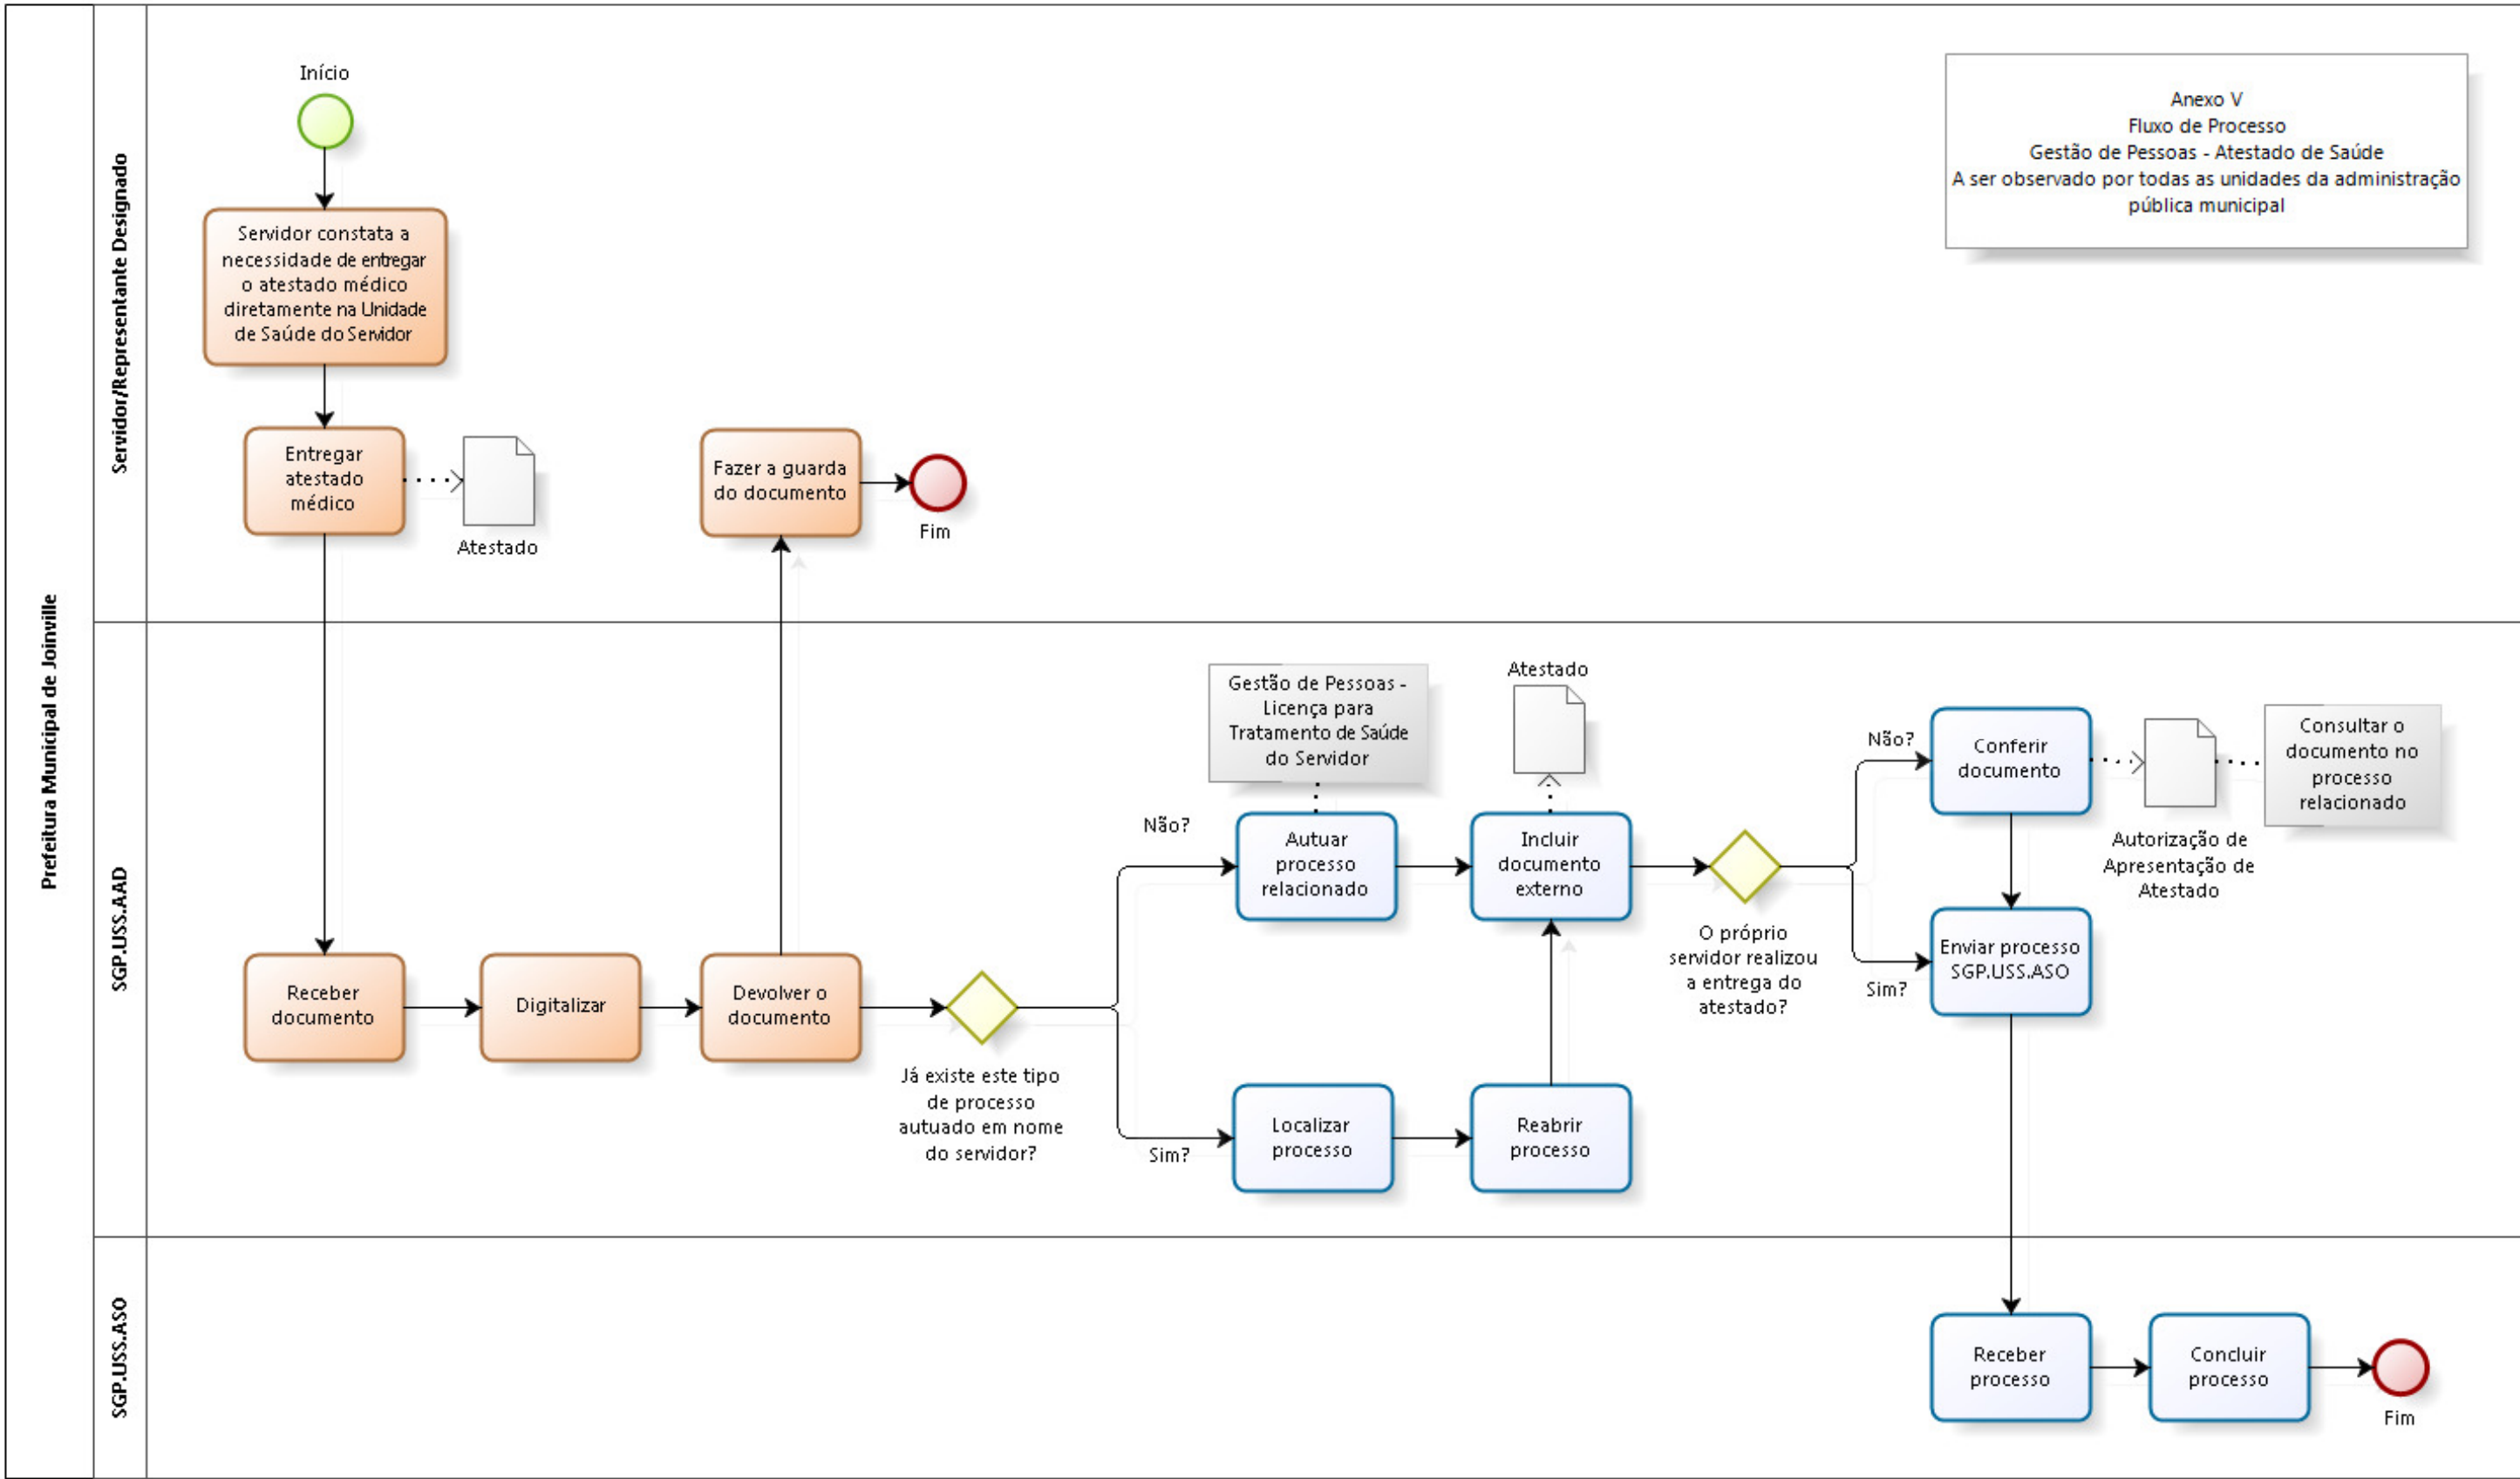 Prefeitura Municipal de Joinville
Servidor/Representante Designado
Início
Servidor constata a
necessidade de entregar
o atestado médico
diretamente na Unidade
de Saúde do Servidor
Entregar
atestado
médico
Atestado
Fazer a guarda
do documento
Fim
Anexo V
Fluxo de Processo
Gestão de Pessoas - Atestado de Saúde
A ser observado por todas as unidades da administração
pública municipal
SGP.USS.AAD
Receber
documento
Digitalizar
Devolver o
documento
Já existe este tipo
de processo
autuado em nome
do servidor?
Não?
Sim?
Gestão de Pessoas -
Licença para
Tratamento de Saúde
do Servidor
Autuar
processo
relacionado
Localizar
processo
Reabrir
processo
Atestado
Incluir
documento
externo
O próprio
servidor realizou
a entrega do
atestado?
Não?
Sim?
Conferir
documento
Autorização de
Apresentação de
Atestado
Consultar o
documento no
processo
relacionado
Enviar processo
SGP.USS.ASO
SGP.USS.ASO
Receber
processo
Concluir
processo
Fim